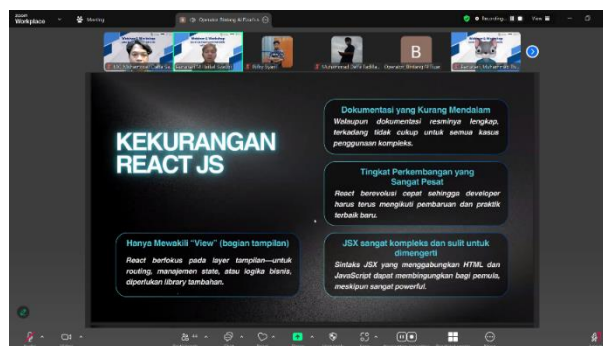 zoom
Workplace
Meeting
Recording...
View
B
KEKURANGAN
REACT JS
Dokumentasi yang Kurang Mendalam
Walaupun dokumentasi resminya lengkap,
terkadang tidak cukup untuk semua kasus
penggunaan kompleks.
Tingkat Perkembangan yang
Sangat Pesat
React berevolusi cepat sehingga developer
harus terus mengikuti pembaruan dan praktik
terbaik baru.
Hanya Mewakili "View" (bagian tampilan)
React berfokus pada layer tampilan—untuk
routing, manajemen state, atau logika bisnis,
diperlukan library tambahan.
JSX sangat kompleks dan sulit untuk
dimengerti
Sintaks JSX yang menggabungkan HTML dan
JavaScript dapat membingungkan bagi pemula,
meskipun sangat powerful.